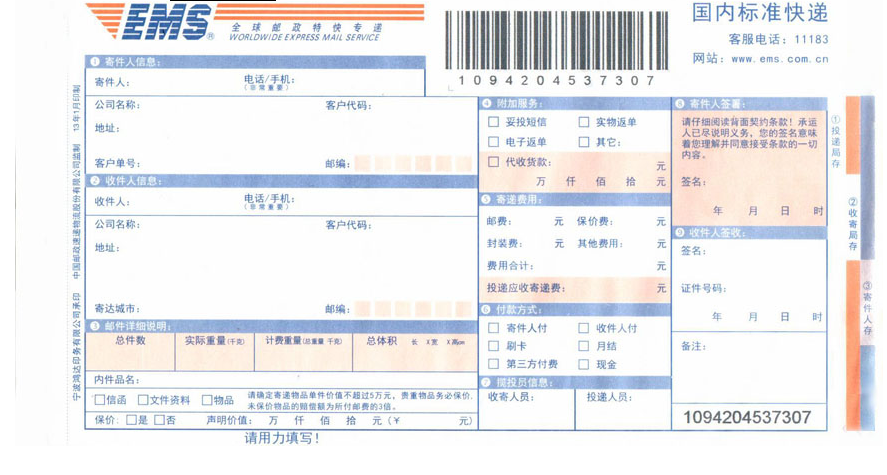 EMS®
全球邮政特快专递
WORLDWIDE EXPRESS MAIL SERVICE
1094204537307
国内标准快递
客服电话：11183
网站：www.ems.com.cn
① 寄件人信息：
寄件人： 电话/手机：
（非常重要）
公司名称： 客户代码：
地址：
客户单号： 邮编：
② 收件人信息：
收件人： 电话/手机：
（非常重要）
公司名称： 客户代码：
地址：
寄达城市： 邮编：
③ 邮件详细说明：
总件数 实际重量(千克) 计费重量(总重量 千克) 总体积 长 X宽 X高cm
内件品名：
□信函 □文件资料 □物品 请确定寄递物品单件价值不超过5万元，贵重物品务必保价，
未保价物品的赔偿额为所付邮费的3倍。
保价：□是 □否 声明价值： 万 仟 佰 拾 元（￥ 元）
请用力填写！
④ 附加服务：
□ 妥投短信 □ 实物返单
□ 电子返单 □ 其它：
□ 代收货款： 元
万 仟 佰 拾 元
⑤ 寄递费用：
邮费： 元 保价费： 元
封装费： 元 其他费用： 元
费用合计： 元
投递应收寄递费： 元
⑥ 付款方式：
□ 寄件人付 □ 收件人付
□ 刷卡 □ 月结
□ 第三方付费 □ 现金
⑦ 揽投员信息：
收寄人员： 投递人员：
⑧ 寄件人签署：
请仔细阅读背面契约条款！承运
人已尽说明义务，您的签名意味
着您理解并同意接受条款的一切
内容。
签名：
年 月 日 时
⑨ 收件人签收：
签名：
证件号码：
年 月 日 时
备注：
1094204537307
①投递局存
②收寄局存
③寄件人存
宁波鸿达印务有限公司承印 中国邮政速递物流股份有限公司监制 13年1月印制